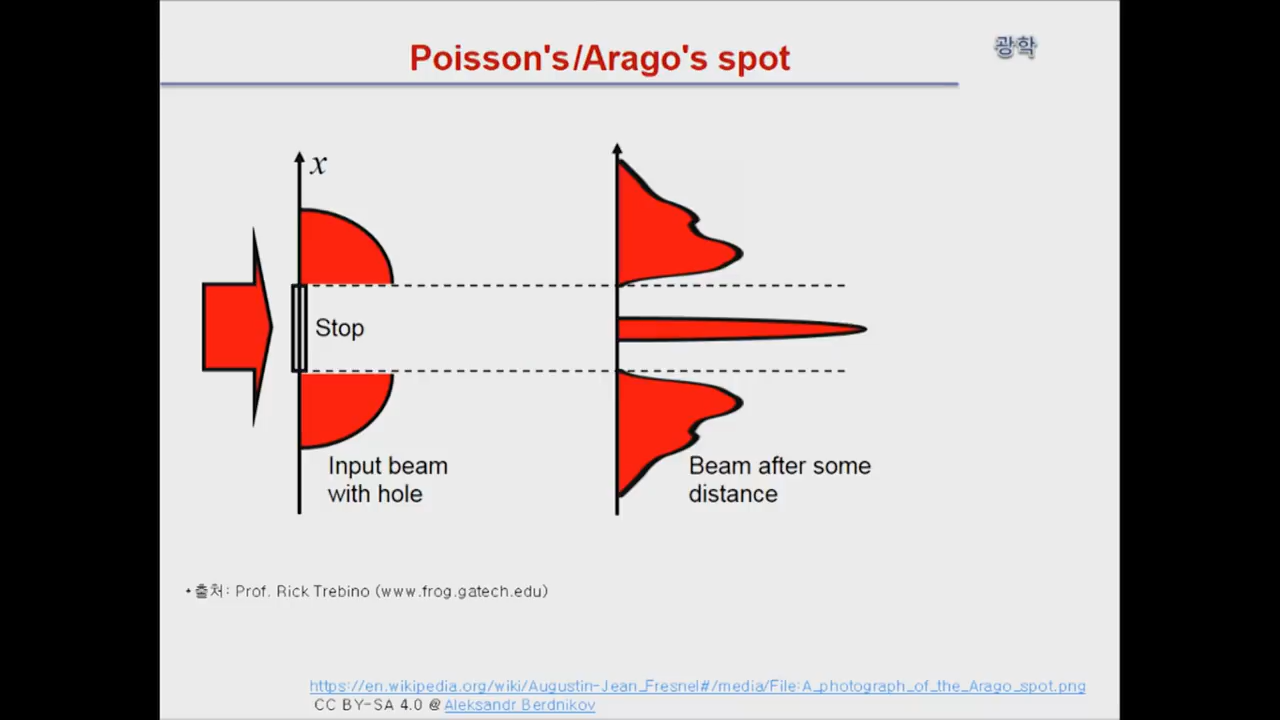 Poisson's/Arago's spot
광학
x
Stop
Input beam
with hole
Beam after some
distance
• 출처: Prof. Rick Trebino (www.frog.gatech.edu)
https://en.wikipedia.org/wiki/Augustin-Jean_Fresnel#/media/File:A_photograph_of_the_Arago_spot.png
CC BY-SA 4.0 @Aleksandr Berdnikov